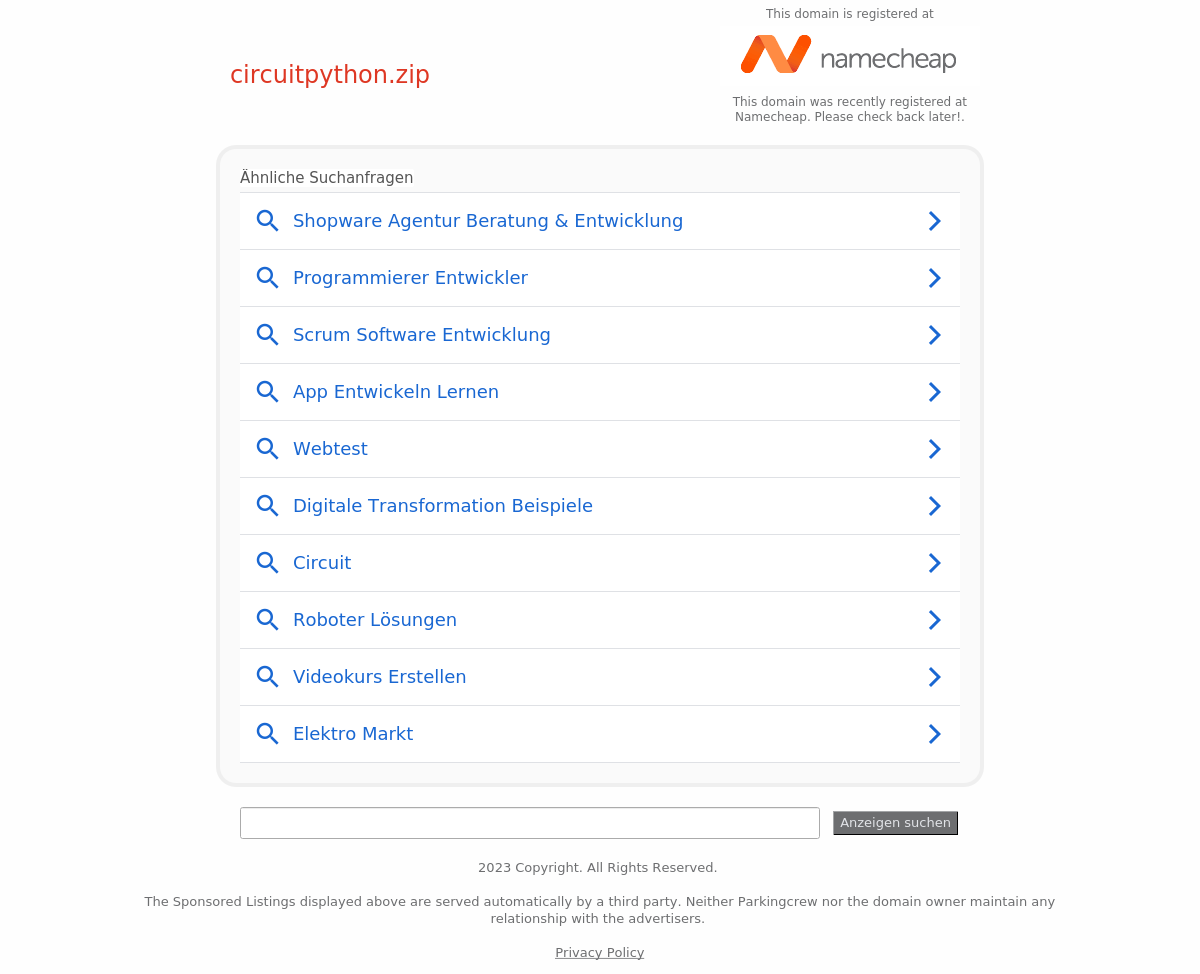 This domain is registered at
namecheap
circuitpython.zip
This domain was recently registered at
Namecheap. Please check back later!.
Ähnliche Suchanfragen
Shopware Agentur Beratung & Entwicklung
Programmierer Entwickler
Scrum Software Entwicklung
App Entwickeln Lernen
Webtest
Digitale Transformation Beispiele
Circuit
Roboter Lösungen
Videokurs Erstellen
Elektro Markt
Anzeigen suchen
2023 Copyright. All Rights Reserved.
The Sponsored Listings displayed above are served automatically by a third party. Neither Parkingcrew nor the domain owner maintain any
relationship with the advertisers.
Privacy Policy